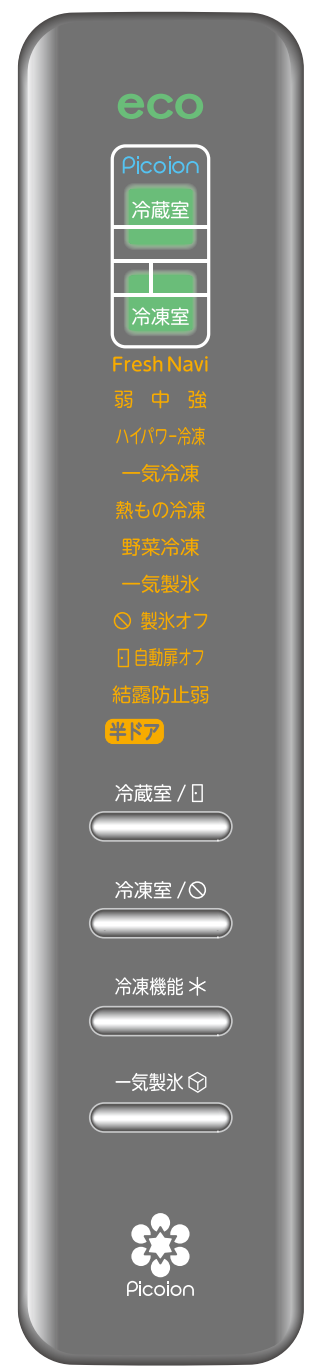 eco
Picoion
冷蔵室
冷凍室
Fresh Navi
弱 中 強
ハイパワー冷凍
一気冷凍
熱もの冷凍
野菜冷凍
一気製氷
製氷オフ
自動扉オフ
結露防止弱
半ドア
冷蔵室 /
冷凍室 /
冷凍機能
一気製氷
Picoion